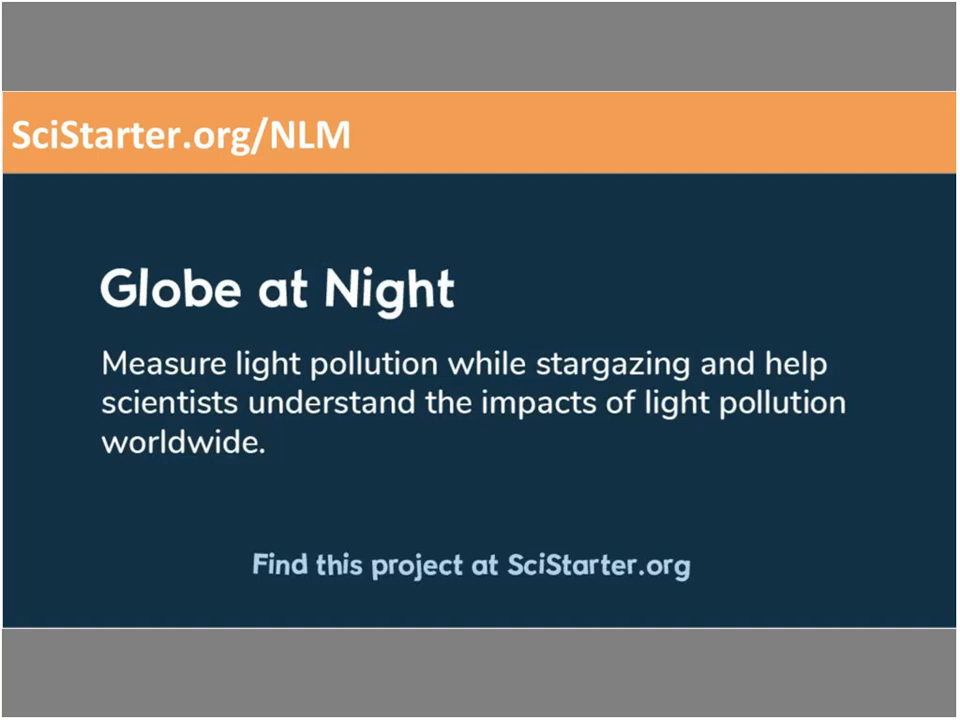 SciStarter.org/NLM
Globe at Night
Measure light pollution while stargazing and help
scientists understand the impacts of light pollution
worldwide.
Find this project at SciStarter.org